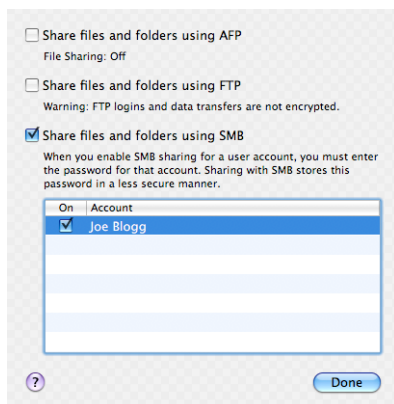 Share files and folders using AFP
File Sharing: Off
Share files and folders using FTP
Warning: FTP logins and data transfers are not encrypted.
Share files and folders using SMB
When you enable SMB sharing for a user account, you must enter
the password for that account. Sharing with SMB stores this
password in a less secure manner.
On Account
Joe Blogg
? Done